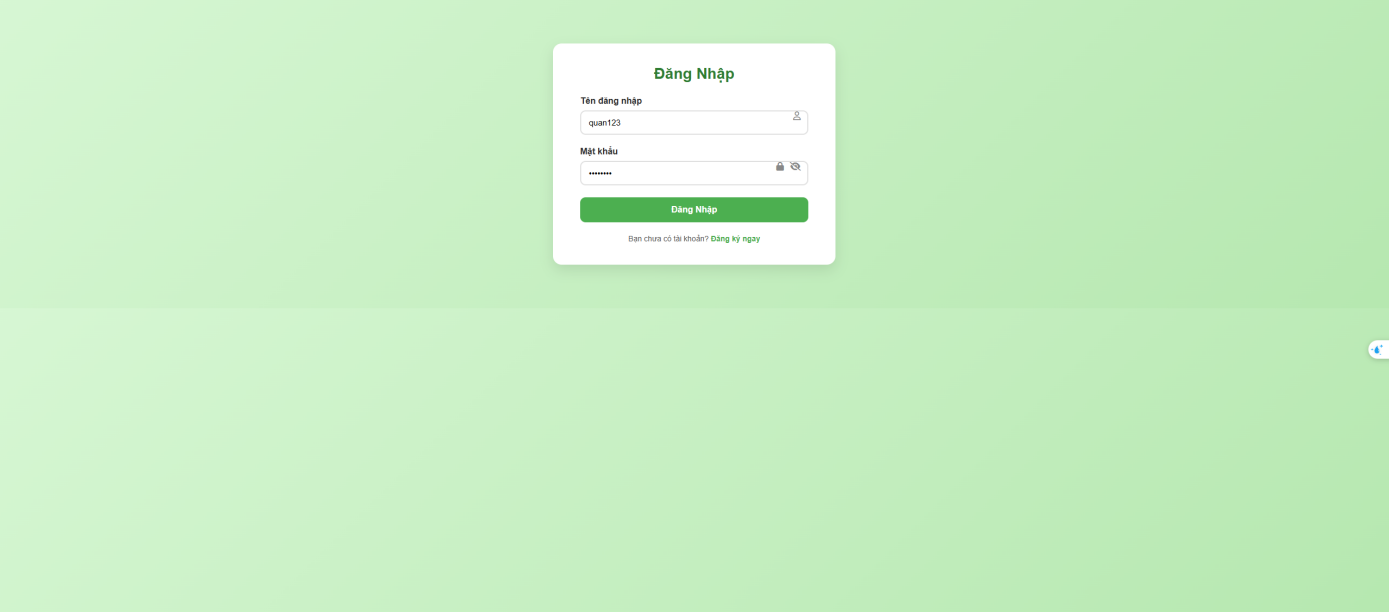 Đăng Nhập
Tên đăng nhập
quan123
Mật khẩu
••••••••
Đăng Nhập
Bạn chưa có tài khoản? Đăng ký ngay